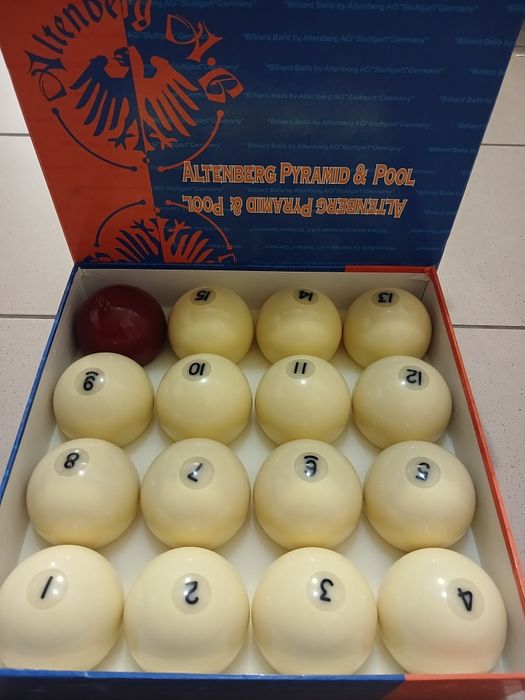 Altenberg AG
"Billiard Balls by Altenberg AG*Stuttgart*Germany"
ALTENBERG PYRAMID & POOL
ALTENBERG PYRAMID & POOL
15 14 13
9 10 11 12
8 7 6 5
1 2 3 4